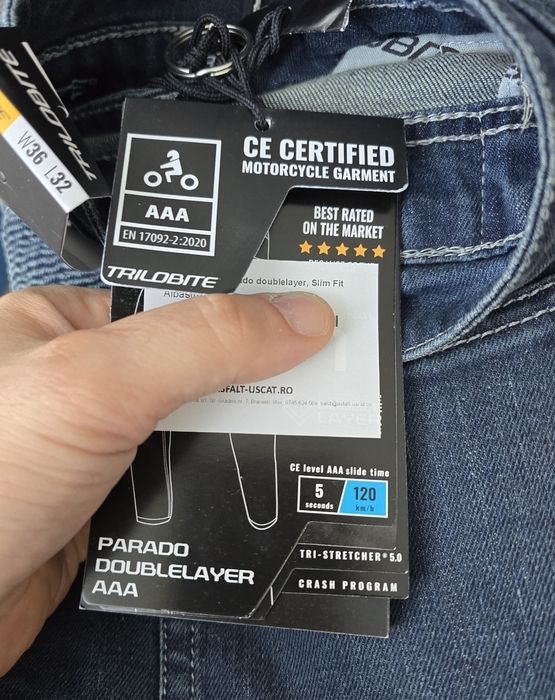 TRILOBITE
W36 L32
CE CERTIFIED
MOTORCYCLE GARMENT
AAA
EN 17092-2:2020
TRILOBITE
BEST RATED
ON THE MARKET
doublelayer, Slim Fit
SFALT-USCAT.RO
LAYER
CE level AAA slide time
5
seconds
120
km/h
PARADO
DOUBLELAYER
AAA
TRI-STRETCHER® 5.0
CRASH PROGRAM